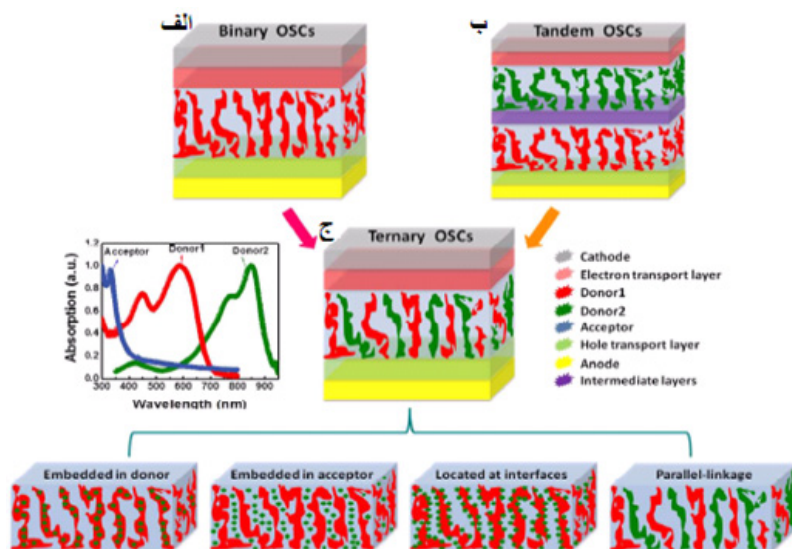 الف
Binary OSCs
ب
Tandem OSCs
ج
Ternary OSCs
Acceptor
Donor1
Donor2
Absorption (a.u.)
1.2
1.0
0.8
0.6
0.4
0.2
0.0
300 400 500 600 700 800 900
Wavelength (nm)
Cathode
Electron transport layer
Donor1
Donor2
Acceptor
Hole transport layer
Anode
Intermediate layers
Embedded in donor
Embedded in acceptor
Located at interfaces
Parallel-linkage